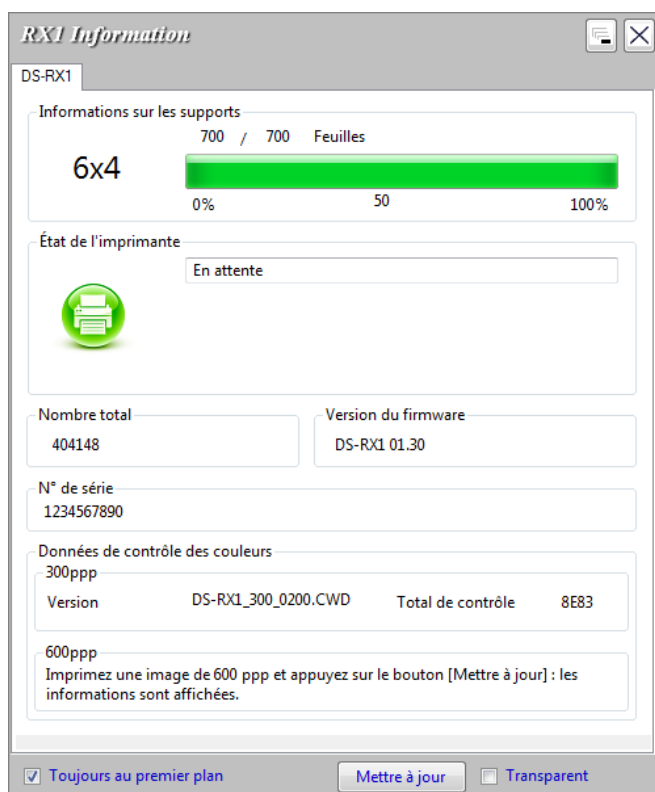 RX1 Information
DS-RX1
Informations sur les supports
700 / 700 Feuilles
6x4
0% 50 100%
État de l'imprimante
En attente
Nombre total
404148
Version du firmware
DS-RX1 01.30
N° de série
1234567890
Données de contrôle des couleurs
300ppp
Version DS-RX1_300_0200.CWD Total de contrôle 8E83
600ppp
Imprimez une image de 600 ppp et appuyez sur le bouton [Mettre à jour] : les
informations sont affichées.
Toujours au premier plan Mettre à jour Transparent